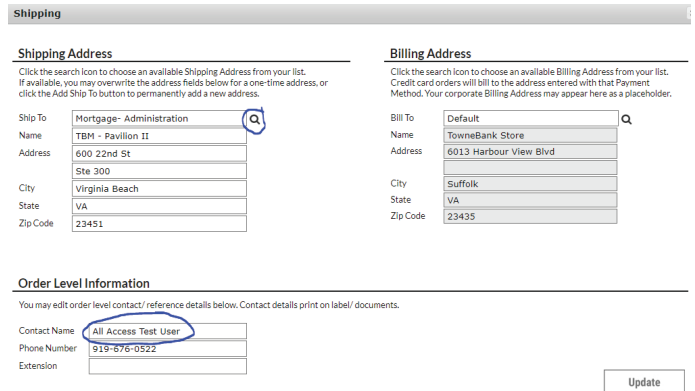 Shipping
Shipping Address
Click the search icon to choose an available Shipping Address from your list.
If available, you may overwrite the address fields below for a one-time address, or
click the Add Ship To button to permanently add a new address.
Ship To Mortgage- Administration
Name TBM - Pavilion II
Address 600 22nd St
Ste 300
City Virginia Beach
State VA
Zip Code 23451
Billing Address
Click the search icon to choose an available Billing Address from your list.
Credit card orders will bill to the address entered with that Payment
Method. Your corporate Billing Address may appear here as a placeholder.
Bill To Default
Name TowneBank Store
Address 6013 Harbour View Blvd
City Suffolk
State VA
Zip Code 23435
Order Level Information
You may edit order level contact/ reference details below. Contact details print on label/ documents.
Contact Name All Access Test User
Phone Number 919-676-0522
Extension
Update